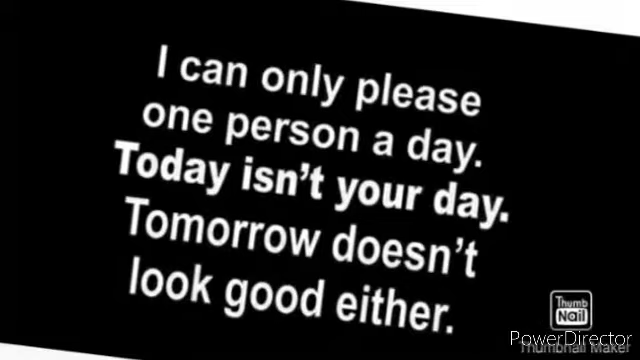 I can only please
one person a day.
Today isn't your day.
Tomorrow doesn't
look good either.
Thumb
Nail
PowerDirector
Thumbnail Maker